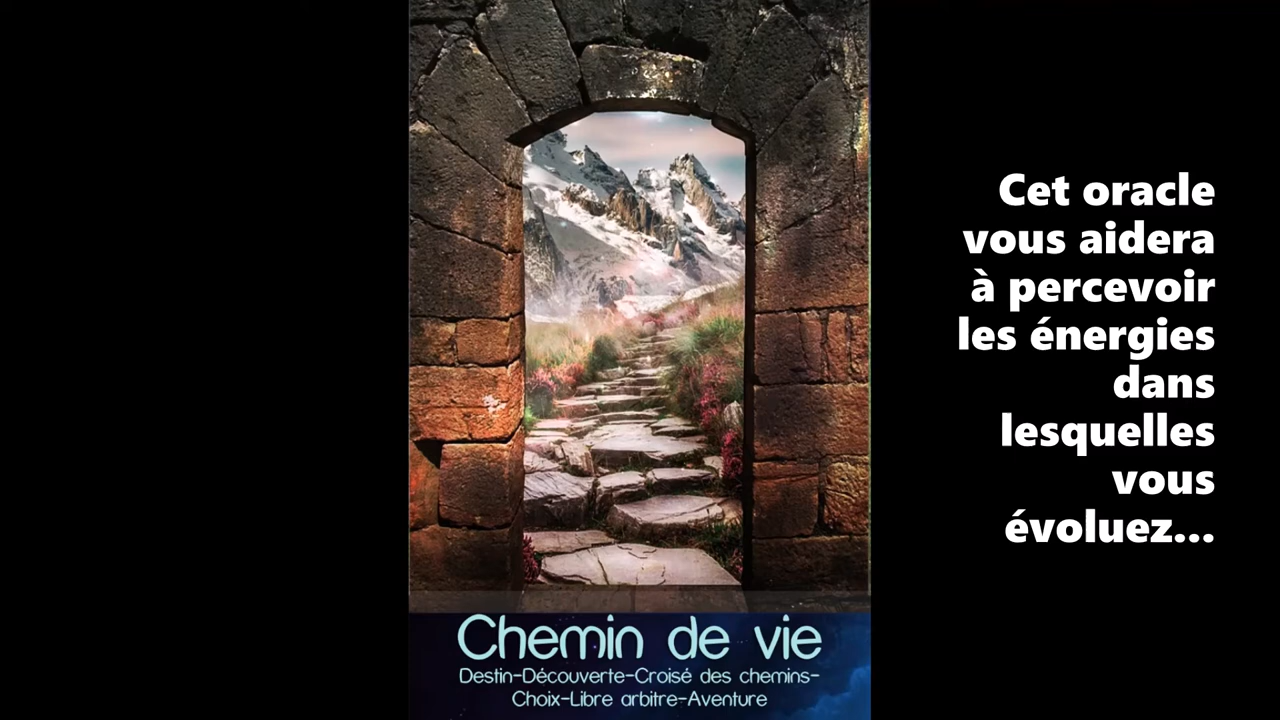 Cet oracle
vous aidera
à percevoir
les énergies
dans
lesquelles
vous
évoluez...
Chemin de vie
Destin-Découverte-Croisé des chemins-
Choix-Libre arbitre-Aventure